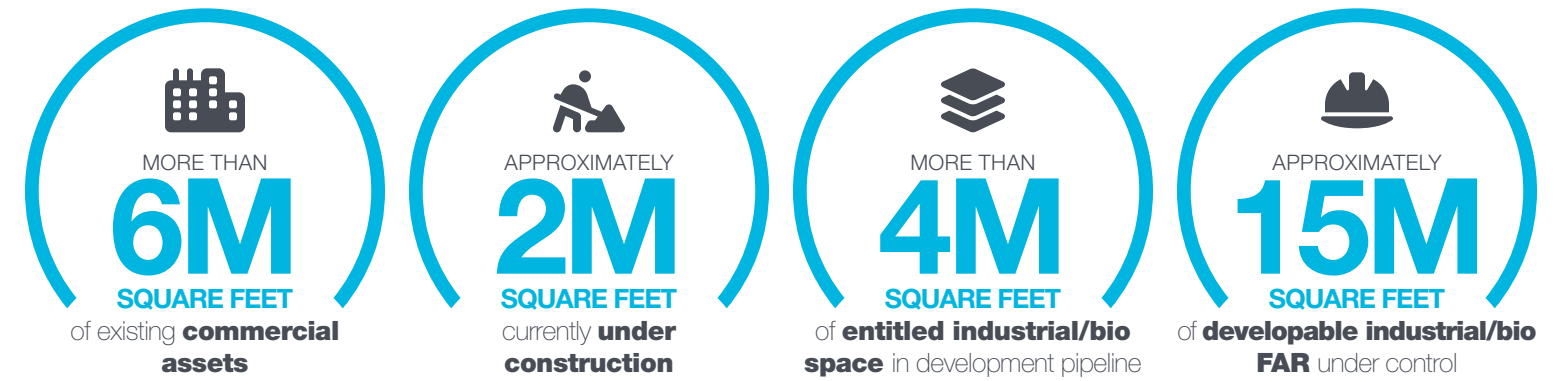 MORE THAN
6M
SQUARE FEET
of existing commercial
assets
APPROXIMATELY
2M
SQUARE FEET
currently under
construction
MORE THAN
4M
SQUARE FEET
of entitled industrial/bio
space in development pipeline
APPROXIMATELY
15M
SQUARE FEET
of developable industrial/bio
FAR under control